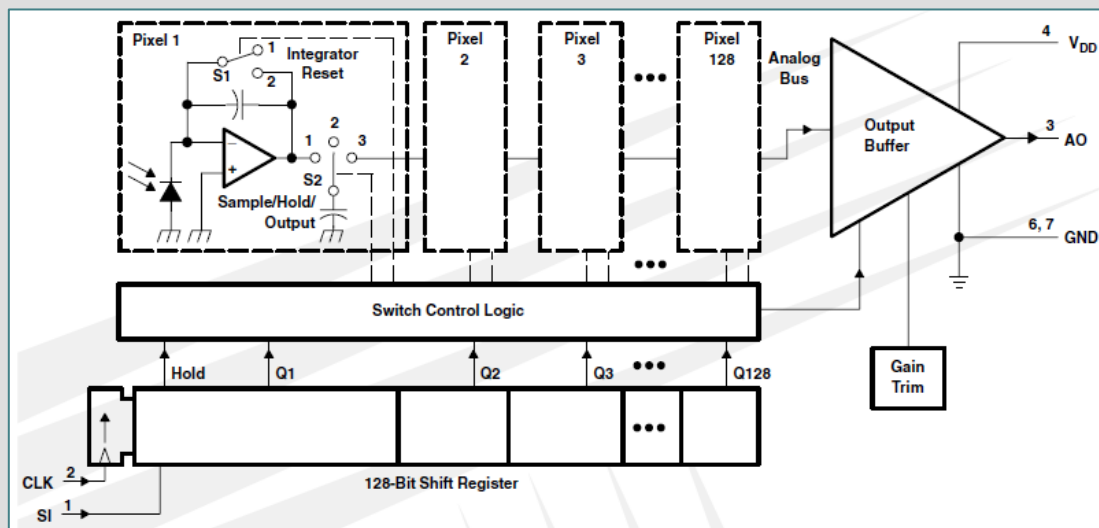 Pixel 1
1
Integrator
Reset
S1
2
−
+
1
2
3
S2
Sample/Hold/
Output
Pixel
2
Pixel
3
Pixel
128
Analog
Bus
Output
Buffer
4
VDD
3
AO
6, 7
GND
Switch Control Logic
Hold
Q1
Q2
Q3
Q128
Gain
Trim
CLK
2
SI
1
128-Bit Shift Register